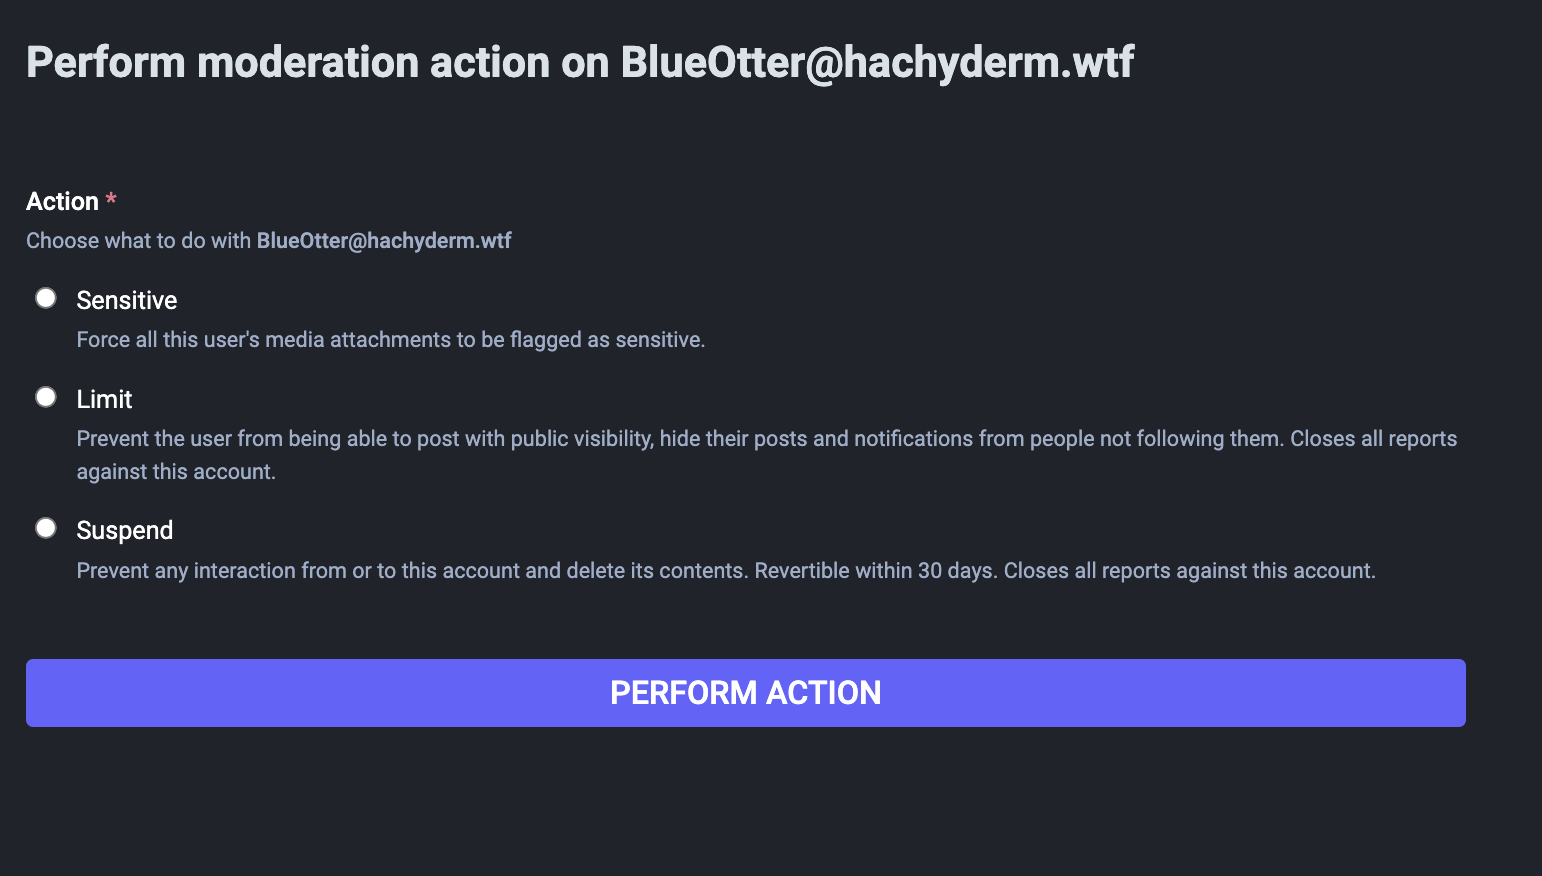 Perform moderation action on BlueOtter@hachyderm.wtf
Action *
Choose what to do with BlueOtter@hachyderm.wtf
Sensitive
Force all this user's media attachments to be flagged as sensitive.
Limit
Prevent the user from being able to post with public visibility, hide their posts and notifications from people not following them. Closes all reports
against this account.
Suspend
Prevent any interaction from or to this account and delete its contents. Revertible within 30 days. Closes all reports against this account.
PERFORM ACTION